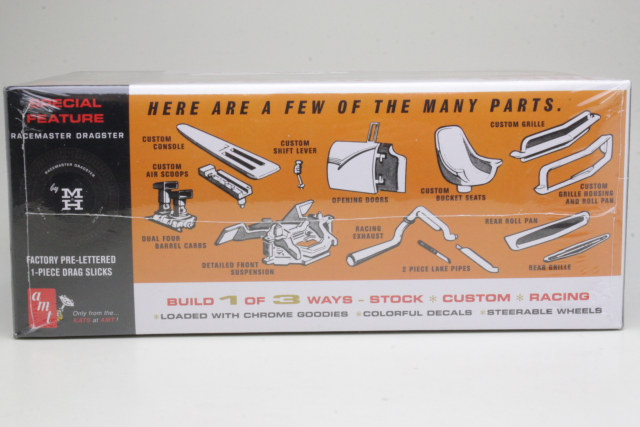 SPECIAL
FEATURE
RACEMASTER DRAGSTER
RACEMASTER DRAGSTER
by
M
H
FACTORY PRE-LETTERED
1-PIECE DRAG SLICKS
amt
Only from the...
KATS at AMT!
HERE ARE A FEW OF THE MANY PARTS.
CUSTOM
CONSOLE
CUSTOM
SHIFT LEVER
CUSTOM GRILLE
CUSTOM
AIR SCOOPS
OPENING DOORS
CUSTOM
BUCKET SEATS
CUSTOM
GRILLE HOUSING
AND ROLL PAN
DUAL FOUR
BARREL CARBS
DETAILED FRONT
SUSPENSION
RACING
EXHAUST
2 PIECE LAKE PIPES
REAR ROLL PAN
REAR GRILLE
BUILD 1 OF 3 WAYS - STOCK * CUSTOM * RACING
*LOADED WITH CHROME GOODIES *COLORFUL DECALS *STEERABLE WHEELS